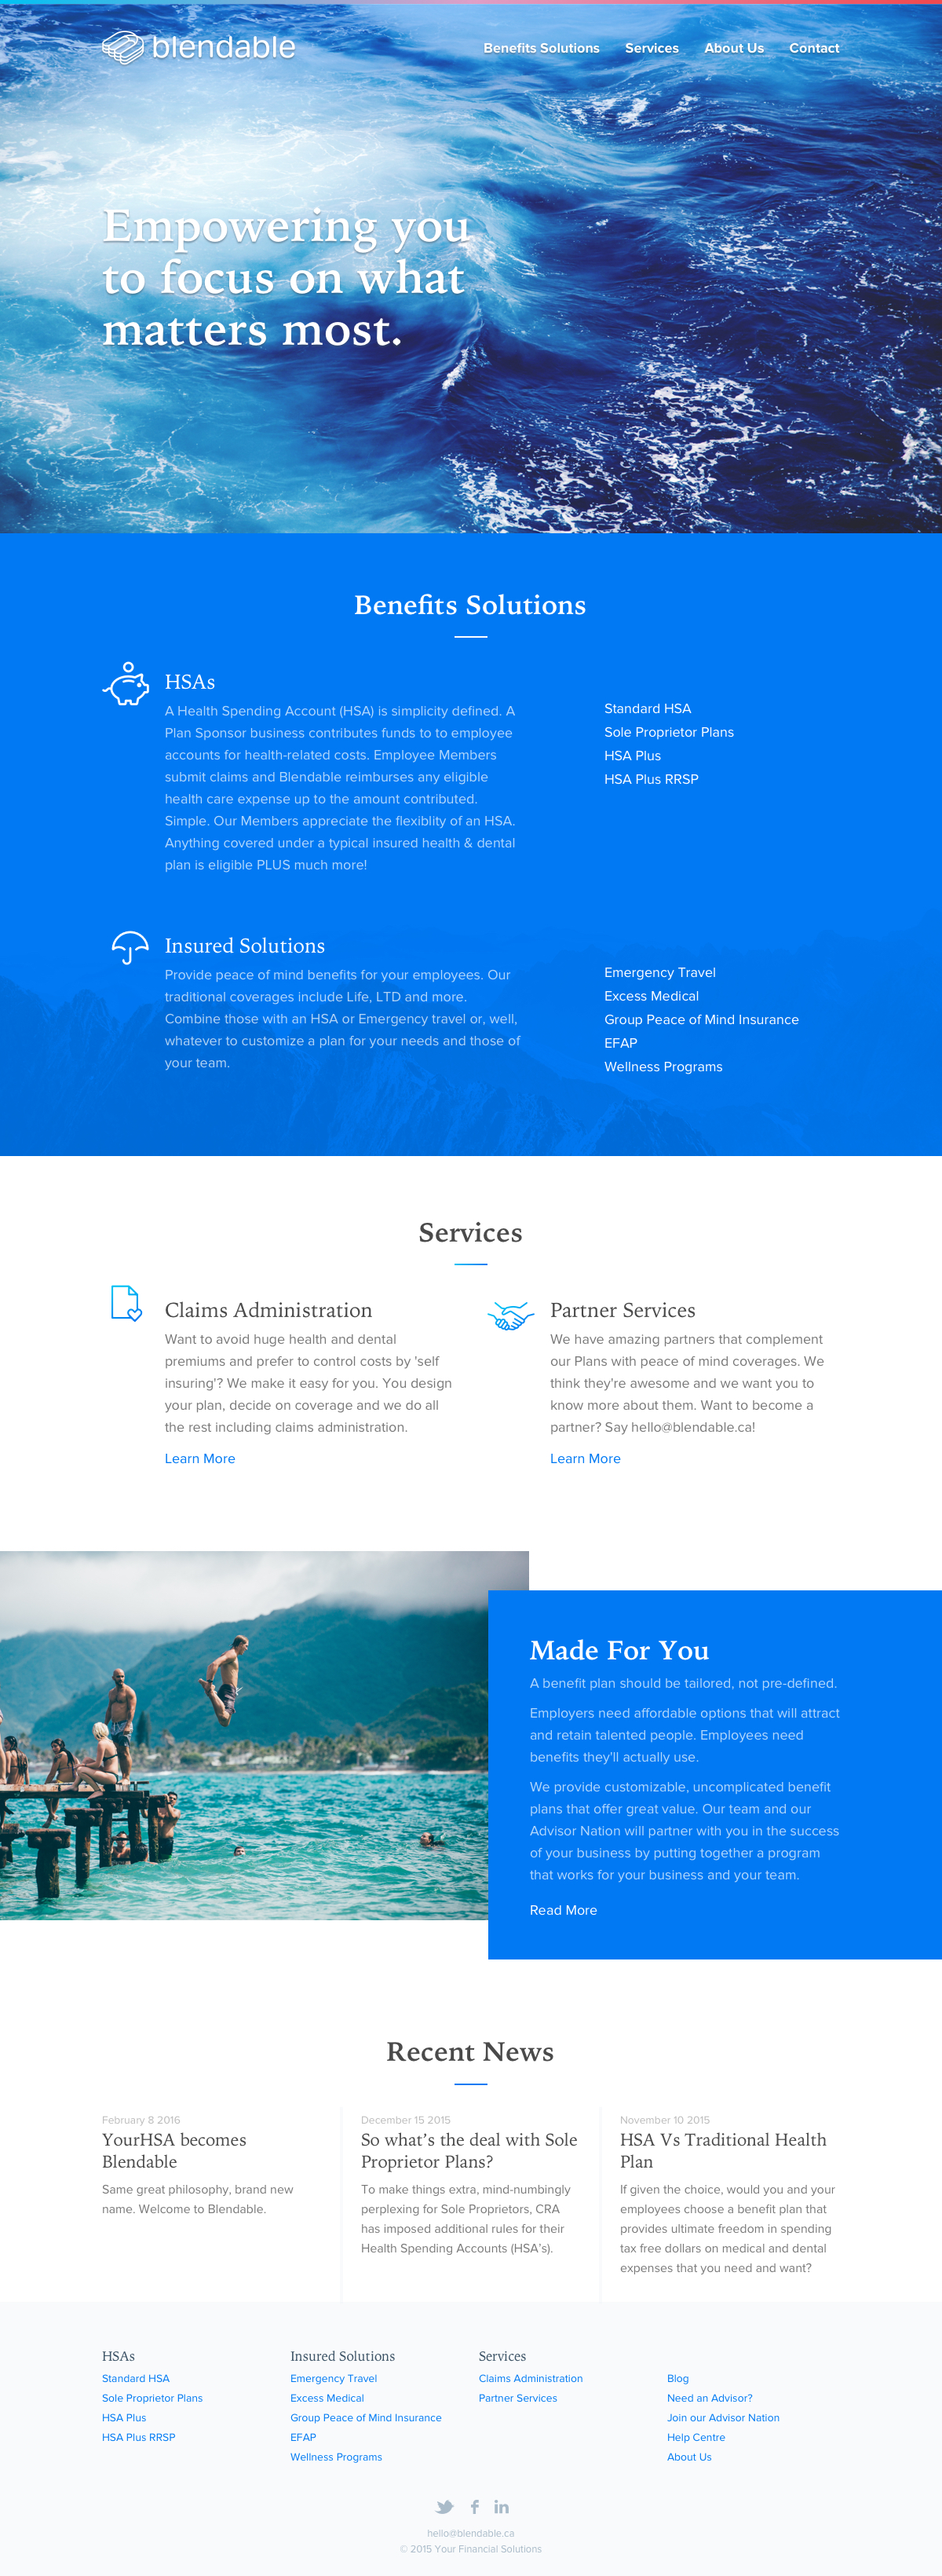 blendable
Benefits Solutions Services About Us Contact
Empowering you
to focus on what
matters most.
Benefits Solutions
HSAs
A Health Spending Account (HSA) is simplicity defined. A
Plan Sponsor business contributes funds to to employee
accounts for health-related costs. Employee Members
submit claims and Blendable reimburses any eligible
health care expense up to the amount contributed.
Simple. Our Members appreciate the flexiblity of an HSA.
Anything covered under a typical insured health & dental
plan is eligible PLUS much more!
Standard HSA
Sole Proprietor Plans
HSA Plus
HSA Plus RRSP
Insured Solutions
Provide peace of mind benefits for your employees. Our
traditional coverages include Life, LTD and more.
Combine those with an HSA or Emergency travel or, well,
whatever to customize a plan for your needs and those of
your team.
Emergency Travel
Excess Medical
Group Peace of Mind Insurance
EFAP
Wellness Programs
Services
Claims Administration
Want to avoid huge health and dental
premiums and prefer to control costs by 'self
insuring'? We make it easy for you. You design
your plan, decide on coverage and we do all
the rest including claims administration.
Learn More
Partner Services
We have amazing partners that complement
our Plans with peace of mind coverages. We
think they're awesome and we want you to
know more about them. Want to become a
partner? Say hello@blendable.ca!
Learn More
Made For You
A benefit plan should be tailored, not pre-defined.
Employers need affordable options that will attract
and retain talented people. Employees need
benefits they'll actually use.
We provide customizable, uncomplicated benefit
plans that offer great value. Our team and our
Advisor Nation will partner with you in the success
of your business by putting together a program
that works for your business and your team.
Read More
Recent News
February 8 2016
YourHSA becomes
Blendable
Same great philosophy, brand new
name. Welcome to Blendable.
December 15 2015
So what’s the deal with Sole
Proprietor Plans?
To make things extra, mind-numbingly
perplexing for Sole Proprietors, CRA
has imposed additional rules for their
Health Spending Accounts (HSA’s).
November 10 2015
HSA Vs Traditional Health
Plan
If given the choice, would you and your
employees choose a benefit plan that
provides ultimate freedom in spending
tax free dollars on medical and dental
expenses that you need and want?
HSAs
Standard HSA
Sole Proprietor Plans
HSA Plus
HSA Plus RRSP
Insured Solutions
Emergency Travel
Excess Medical
Group Peace of Mind Insurance
EFAP
Wellness Programs
Services
Claims Administration
Partner Services
Blog
Need an Advisor?
Join our Advisor Nation
Help Centre
About Us
hello@blendable.ca
© 2015 Your Financial Solutions